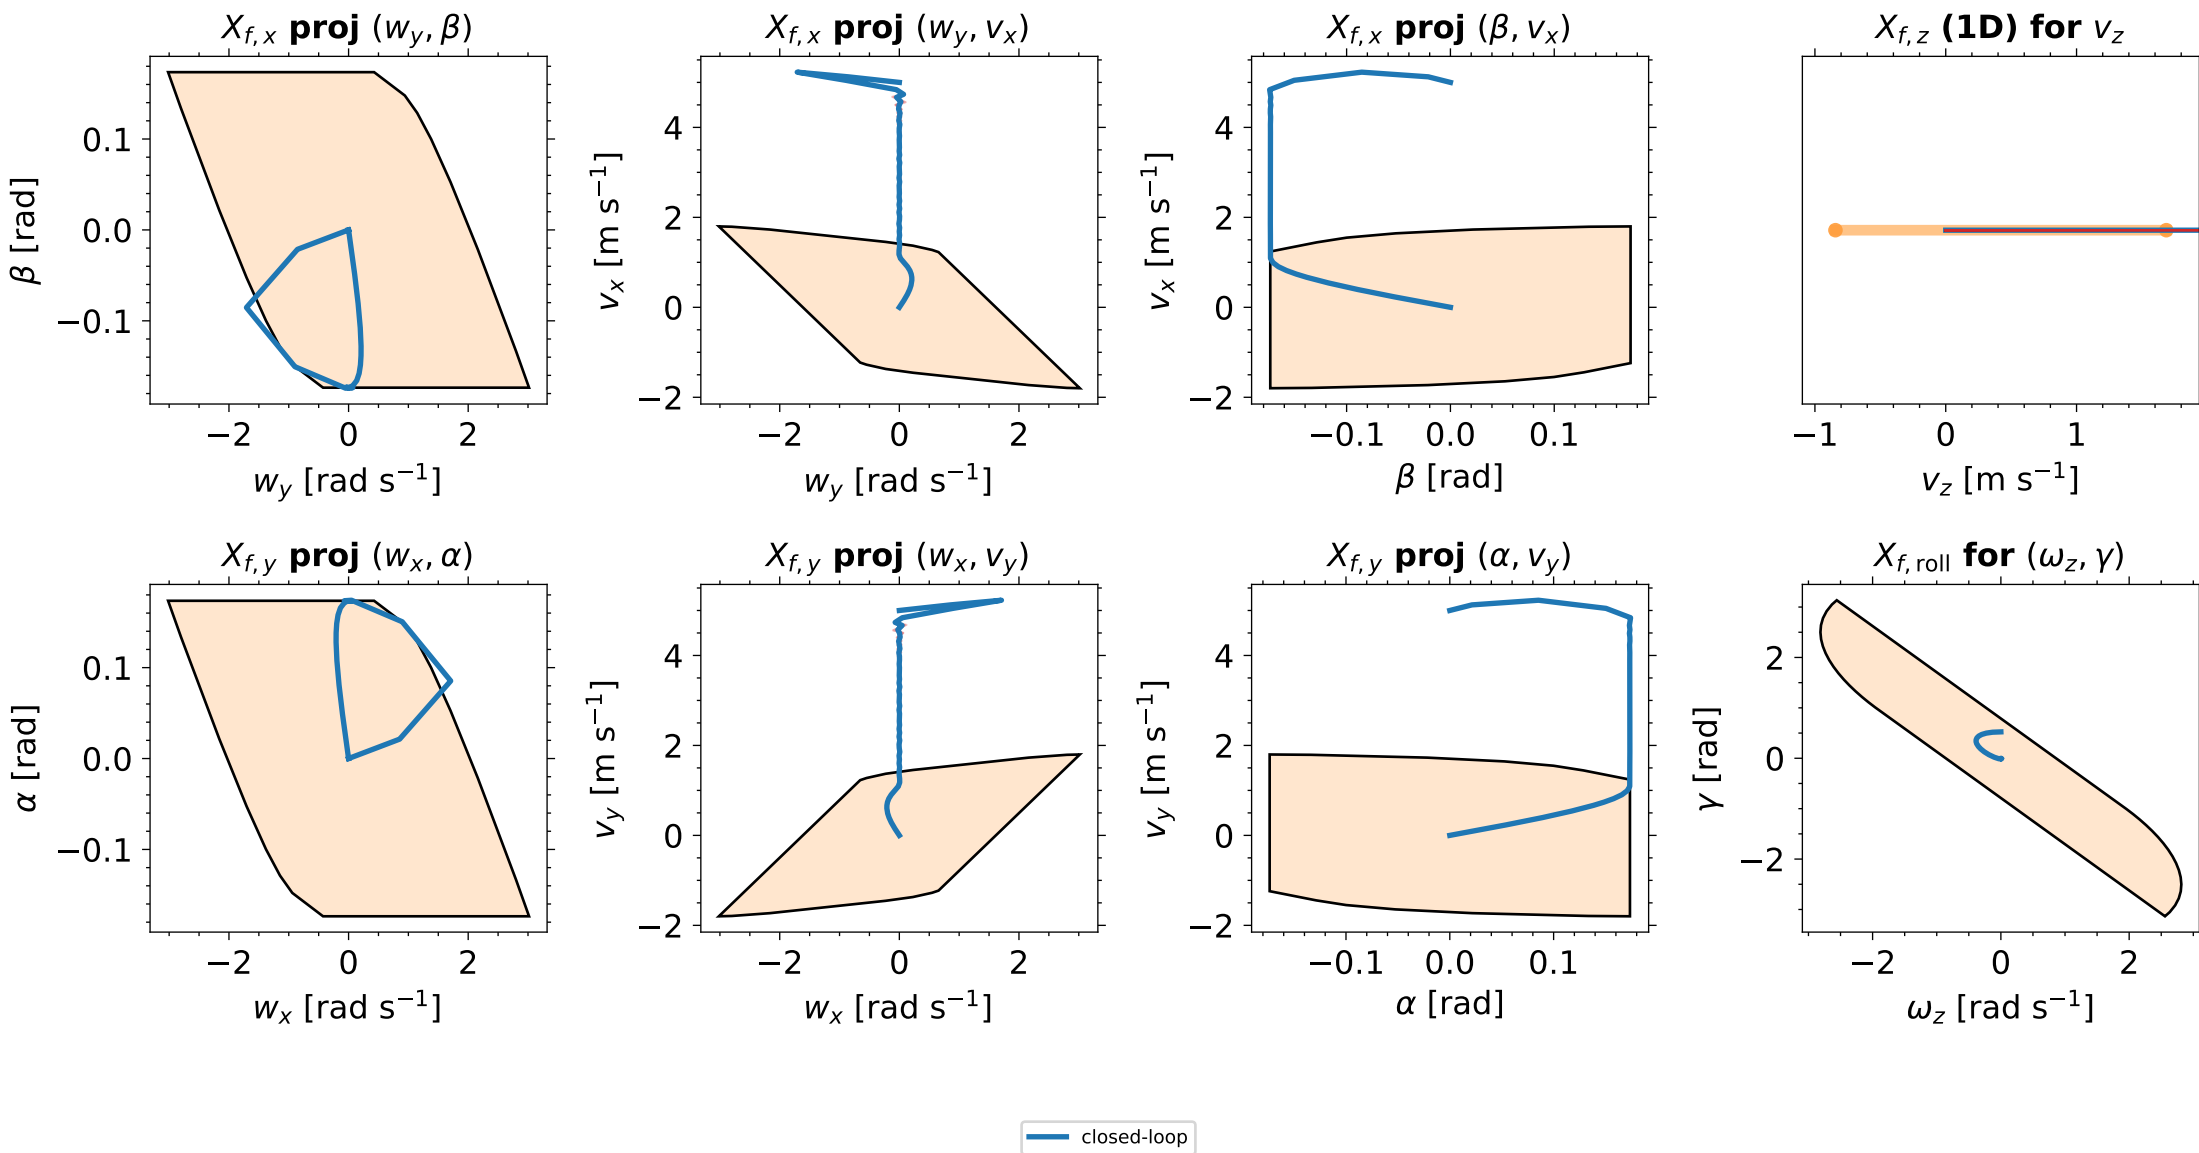 X_{f,x} proj (w_y, β)
X_{f,x} proj (w_y, v_x)
X_{f,x} proj (β, v_x)
X_{f,z} (1D) for v_z
β [rad]
0.1
0.0
−0.1
−2 0 2
w_y [rad s⁻¹]
v_x [m s⁻¹]
4
2
0
−2
−2 0 2
w_y [rad s⁻¹]
v_x [m s⁻¹]
4
2
0
−2
−0.1 0.0 0.1
β [rad]
−1 0 1
v_z [m s⁻¹]
X_{f,y} proj (w_x, α)
X_{f,y} proj (w_x, v_y)
X_{f,y} proj (α, v_y)
X_{f,roll} for (ω_z, γ)
α [rad]
0.1
0.0
−0.1
−2 0 2
w_x [rad s⁻¹]
v_y [m s⁻¹]
4
2
0
−2
−2 0 2
w_x [rad s⁻¹]
v_y [m s⁻¹]
4
2
0
−2
−0.1 0.0 0.1
α [rad]
γ [rad]
2
0
−2
−2 0 2
ω_z [rad s⁻¹]
closed-loop